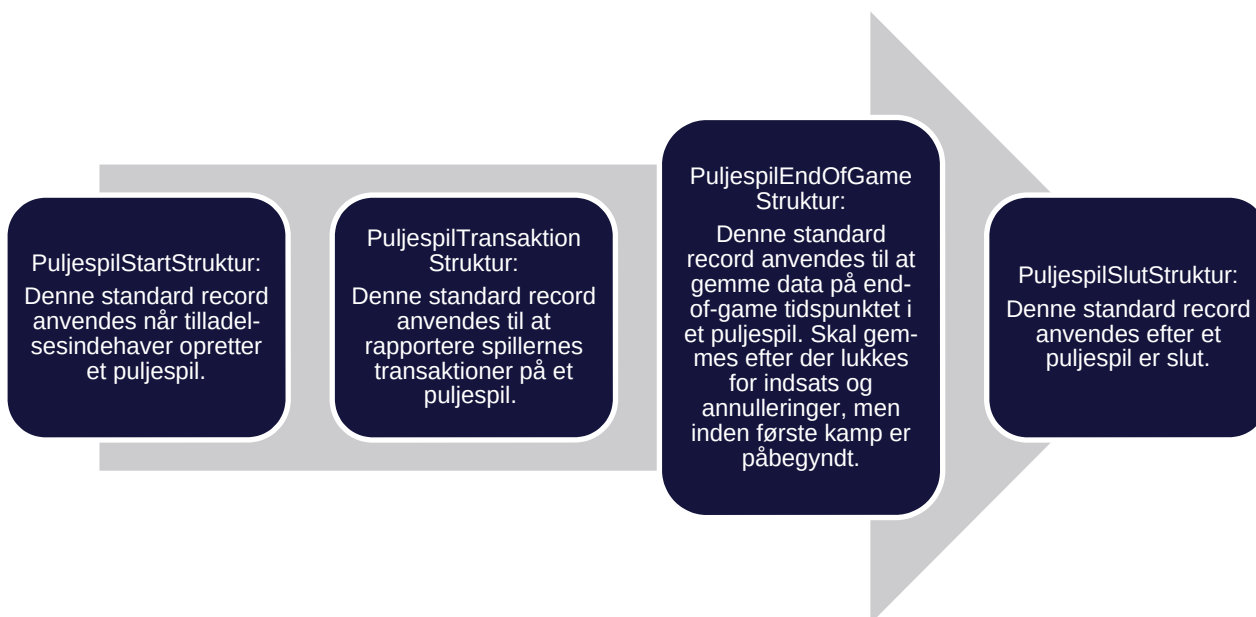 PuljespilStartStruktur:
Denne standard record
anvendes når tilladel-
sesindehaver opretter
et puljespil.
PuljespilTransaktion
Struktur:
Denne standard record
anvendes til at
rapportere spillernes
transaktioner på et
puljespil.
PuljespilEndOfGame
Struktur:
Denne standard
record anvendes til at
gemme data på end-
of-game tidspunktet i
et puljespil. Skal gem-
mes efter der lukkes
for indsats og
annulleringer, men
inden første kamp er
påbegyndt.
PuljespilSlutStruktur:
Denne standard record
anvendes efter et
puljespil er slut.